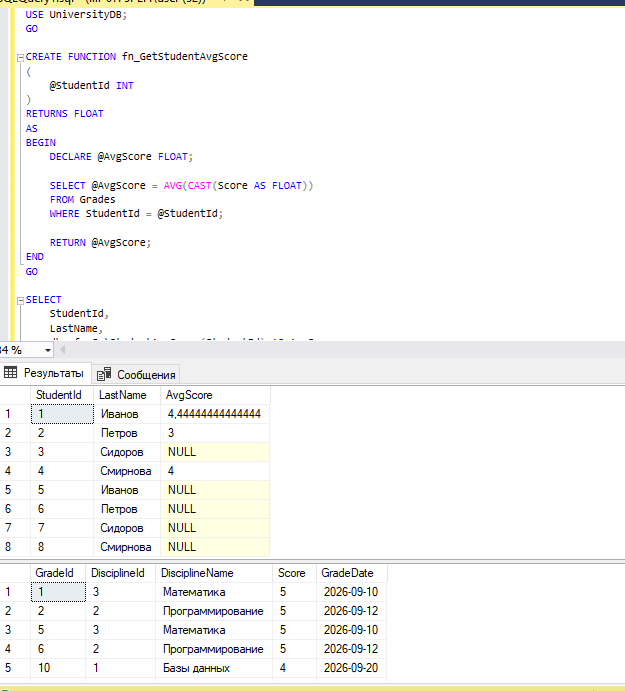 USE UniversityDB;
GO
CREATE FUNCTION fn_GetStudentAvgScore
(
@StudentId INT
)
RETURNS FLOAT
AS
BEGIN
DECLARE @AvgScore FLOAT;
SELECT @AvgScore = AVG(CAST(Score AS FLOAT))
FROM Grades
WHERE StudentId = @StudentId;
RETURN @AvgScore;
END
GO
SELECT
StudentId,
LastName,
34 %
Результаты Сообщения
StudentId LastName AvgScore
1 1 Иванов 4,44444444444444
2 2 Петров 3
3 3 Сидоров NULL
4 4 Смирнова 4
5 5 Иванов NULL
6 6 Петров NULL
7 7 Сидоров NULL
8 8 Смирнова NULL
GradeId DisciplineId DisciplineName Score GradeDate
1 1 3 Математика 5 2026-09-10
2 2 2 Программирование 5 2026-09-12
3 5 3 Математика 5 2026-09-10
4 6 2 Программирование 5 2026-09-12
5 10 1 Базы данных 4 2026-09-20